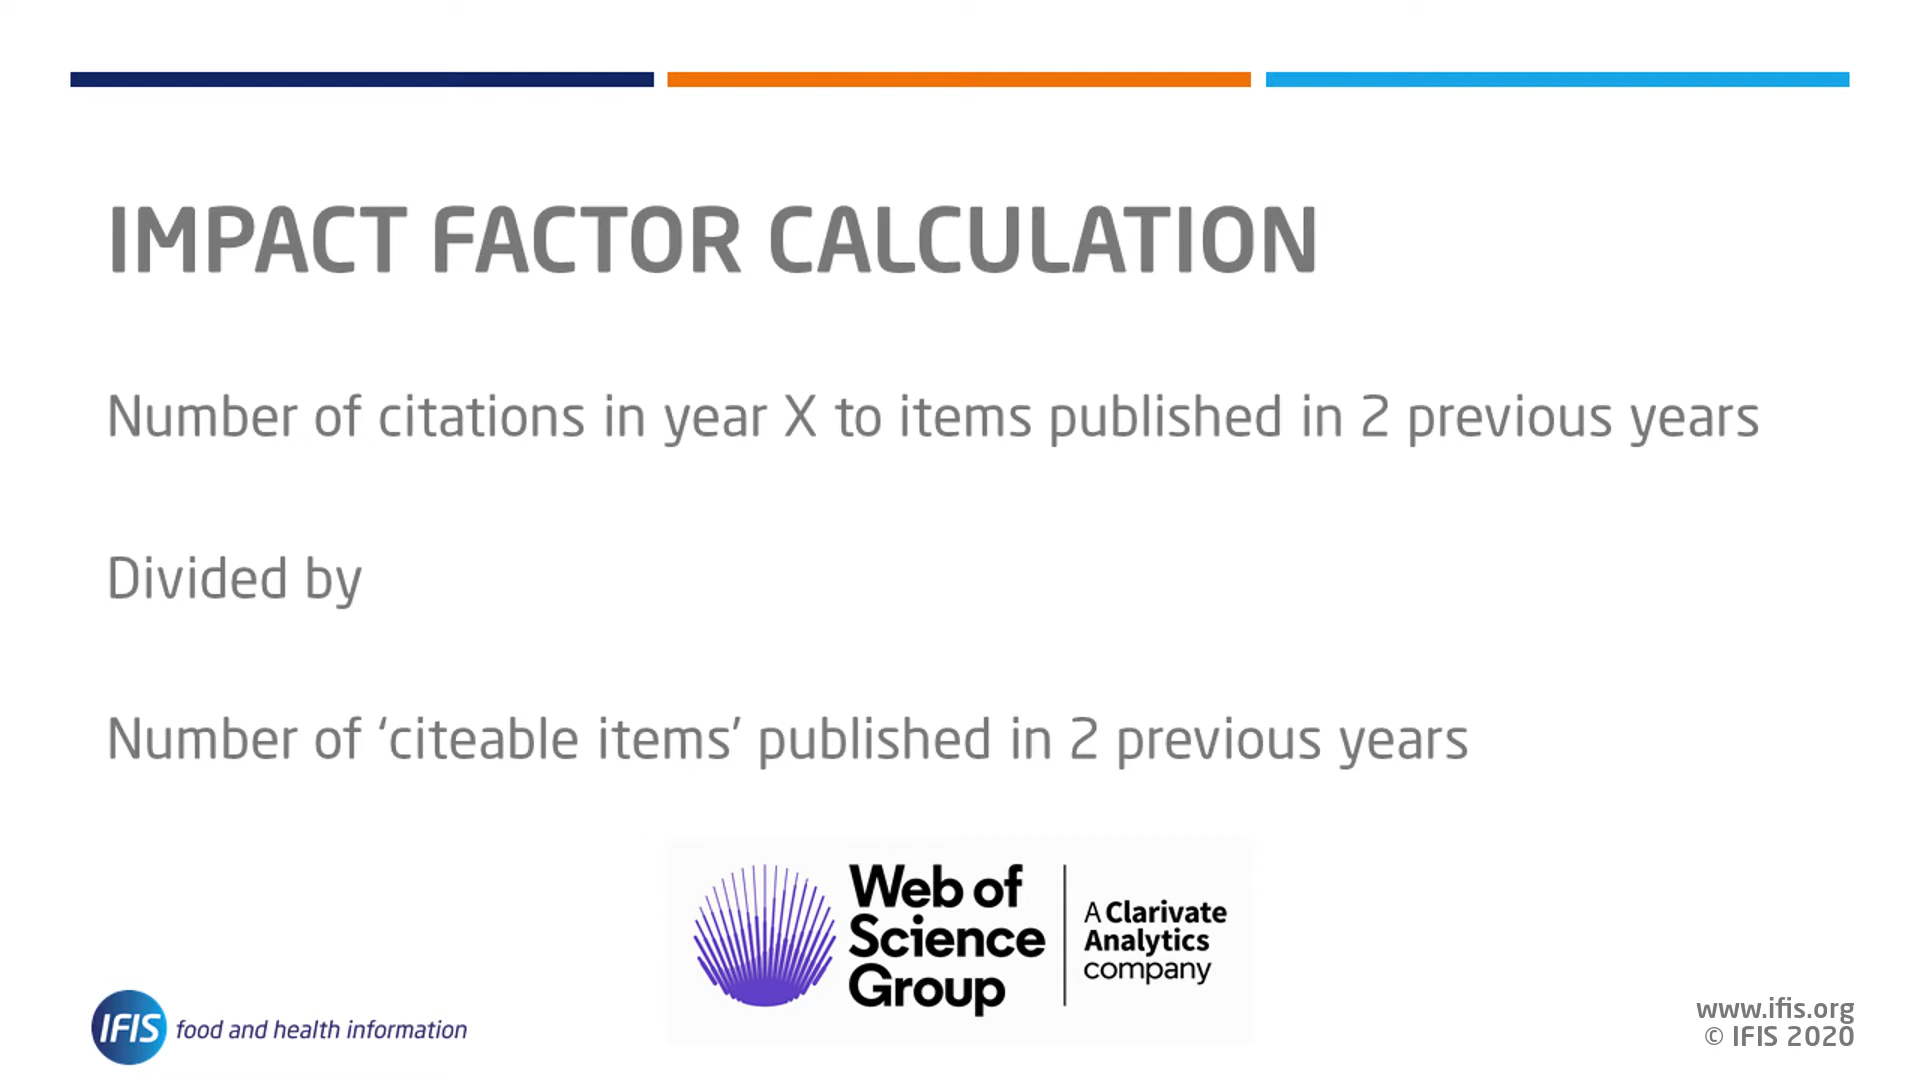 IMPACT FACTOR CALCULATION
Number of citations in year X to items published in 2 previous years
Divided by
Number of ‘citeable items’ published in 2 previous years
Web of
Science
Group
A Clarivate
Analytics
company
IFIS food and health information
www.ifis.org
© IFIS 2020